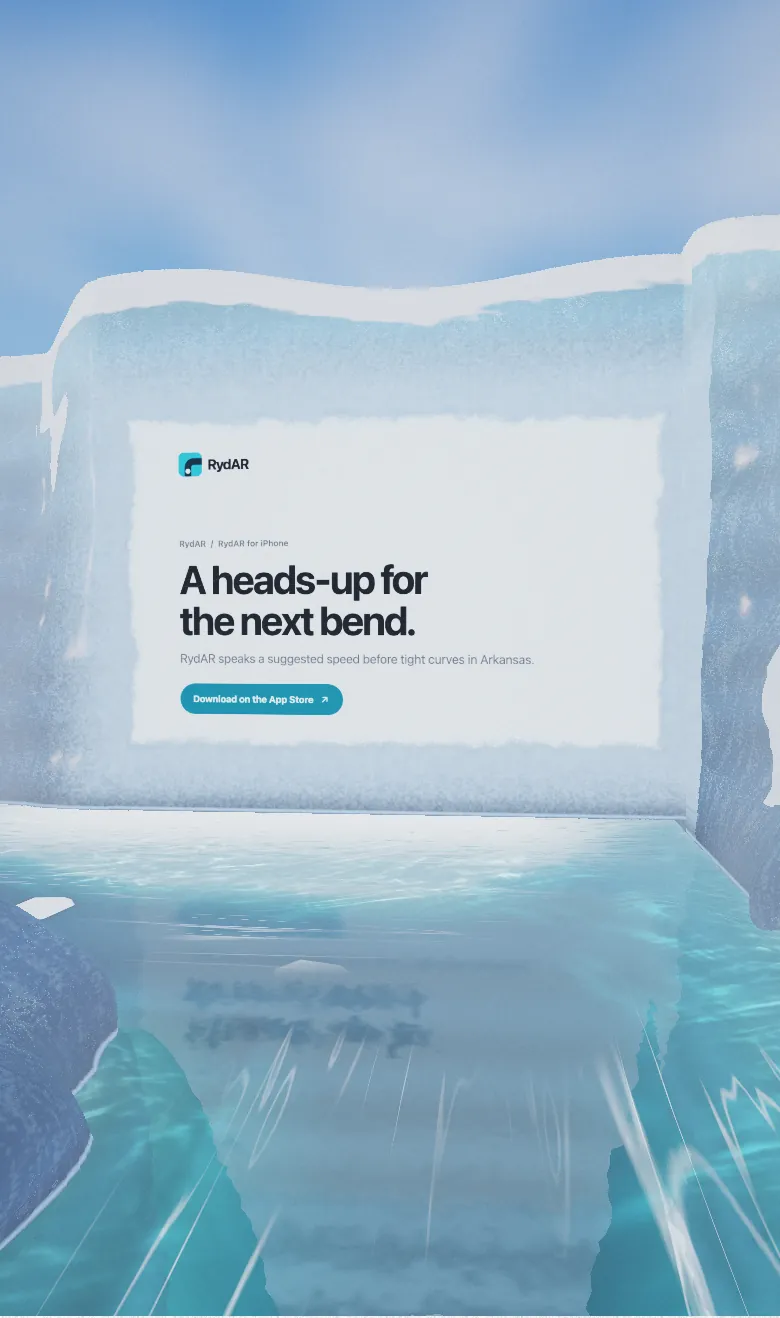 RydAR
RydAR / RydAR for iPhone
A heads-up for
the next bend.
RydAR speaks a suggested speed before tight curves in Arkansas.
Download on the App Store ↗